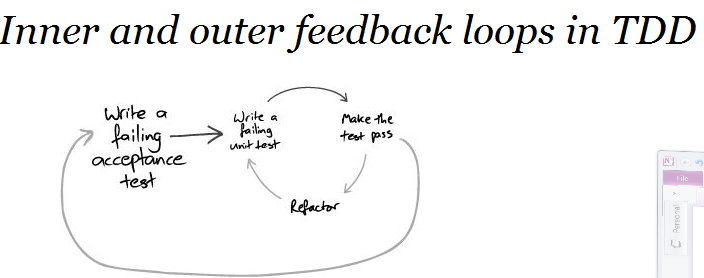 Inner and outer feedback loops in TDD
Write a
failing
acceptance
test
Write a
failing
unit test
Make the
test pass
Refactor
File
Personal